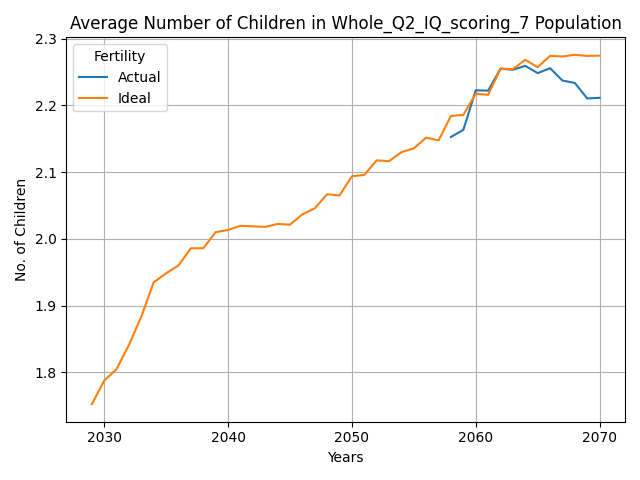 Average Number of Children in Whole_Q2_IQ_scoring_7 Population
Fertility
Actual
Ideal
No. of Children
2.3
2.2
2.1
2.0
1.9
1.8
2030 2040 2050 2060 2070
Years